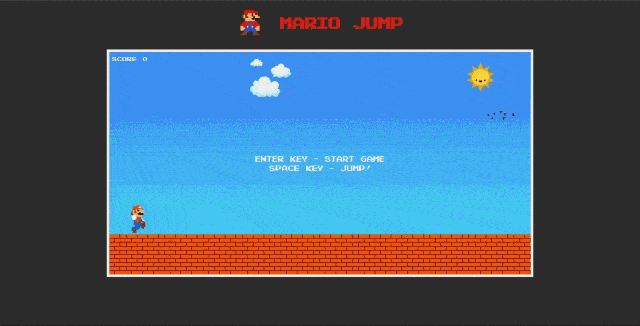 MARIO JUMP
SCORE 0
ENTER KEY - START GAME
SPACE KEY - JUMP!